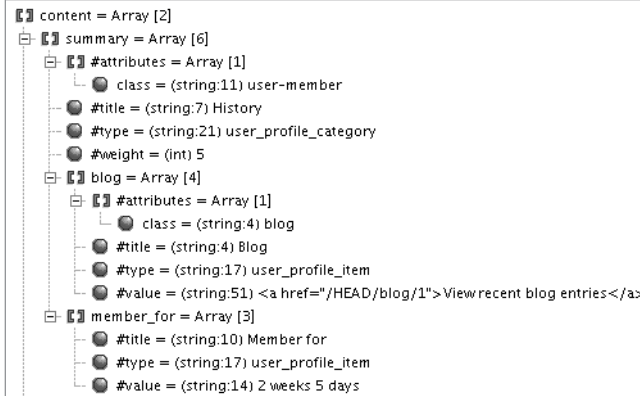 content = Array [2]
summary = Array [6]
#attributes = Array [1]
class = (string:11) user-member
#title = (string:7) History
#type = (string:21) user_profile_category
#weight = (int) 5
blog = Array [4]
#attributes = Array [1]
class = (string:4) blog
#title = (string:4) Blog
#type = (string:17) user_profile_item
#value = (string:51) <a href="/HEAD/blog/1">View recent blog entries</a>
member_for = Array [3]
#title = (string:10) Member for
#type = (string:17) user_profile_item
#value = (string:14) 2 weeks 5 days